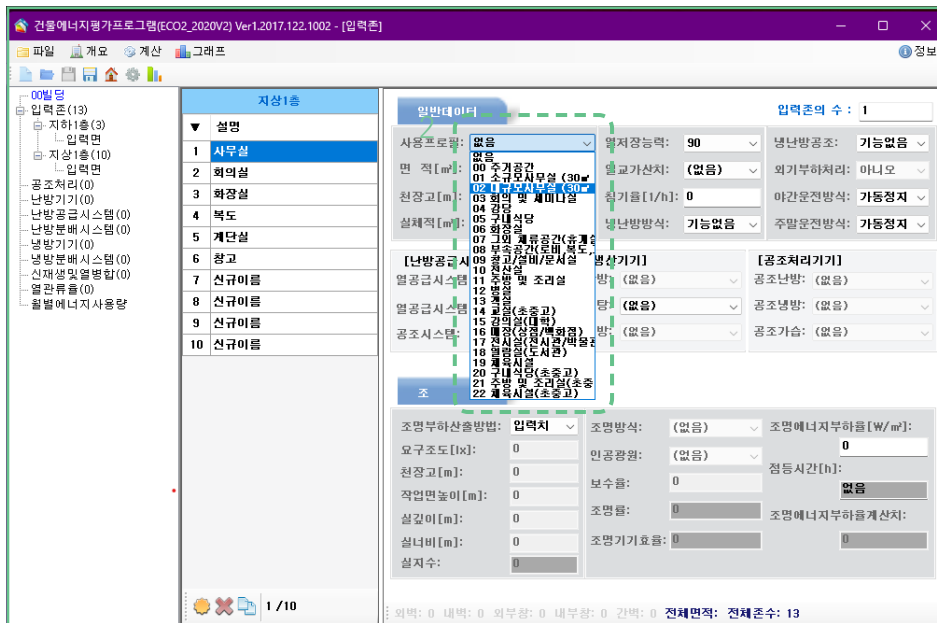 건물에너지평가프로그램(ECO2_2020V2) Ver1.2017.122.1002 - [입력존]
파일 개요 계산 그래프 정보
00빌딩
입력존(13)
지하1층(3)
입력면
지상1층(10)
입력면
공조처리(0)
난방기기(0)
난방공급시스템(0)
난방분배시스템(0)
냉방기기(0)
냉방분배시스템(0)
신재생및열병합(0)
열관류율(0)
월별에너지사용량
지상1층
▼ 설명
1 사무실
2 회의실
3 화장실
4 복도
5 계단실
6 창고
7 신규이름
8 신규이름
9 신규이름
10 신규이름
1 /10
일반데이터 입력존의 수: 1
2
사용프로필: 없음 열저장능력: 90 냉난방공조: 기능없음
면 적[㎡]: 열교가산치: (없음) 외기부하처리: 아니오
천장고[m]: 침기율[1/h]: 0 야간운전방식: 가동정지
실체적[㎥]: 냉난방방식: 기능없음 주말운전방식: 가동정지
없음
00 주거공간
01 소규모사무실 (30㎡
02 대규모사무실 (30㎡
03 회의 및 세미나실
04 강당
05 구내식당
06 화장실
07 그외 체류공간(휴게실
08 부속공간(로비,복도,
09 창고/설비/문서실
10 전산실
11 주방 및 조리실
12 병실
13 객실
14 교실(초중고)
15 강의실(대학)
16 매장(상점/백화점)
17 전시실(전시관/박물관
18 열람실(도서관)
19 체육시설
20 구내식당(초중고)
21 주방 및 조리실(초중
22 체육시설(초중고)
[난방공급시 생산기기] [공조처리기기]
열공급시스템 방: (없음) 공조난방: (없음)
열공급시스템 탕: (없음) 공조냉방: (없음)
공조시스템: 방: (없음) 공조가습: (없음)
조
조명부하산출방법: 입력치 조명방식: (없음) 조명에너지부하율[W/㎡]:
0
요구조도[lx]: 0 인공광원: (없음)
천장고[m]: 0 보수율: 0 점등시간[h]:
없음
작업면높이[m]: 0
실깊이[m]: 0 조명률: 0 조명에너지부하율계산치:
실너비[m]: 0 조명기기효율: 0 0
실지수: 0
외벽: 0 내벽: 0 외부창: 0 내부창: 0 간벽: 0 전체면적: 전체존수: 13